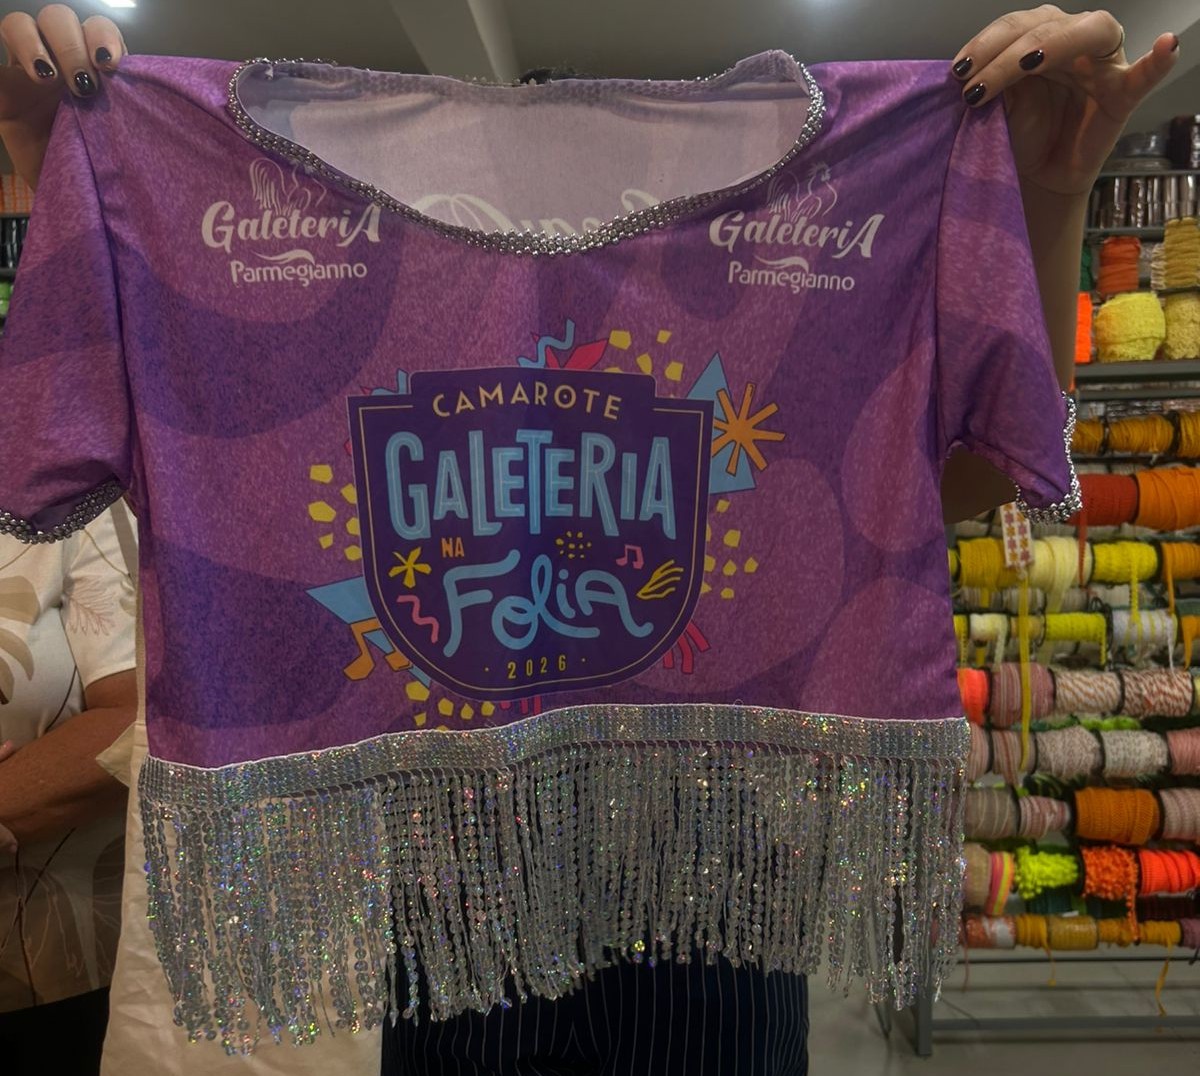 GaleteriA
Parmegianno
GaleteriA
Parmegianno
CAMAROTE
GALETERIA
NA
FOLIA
· 2026 ·